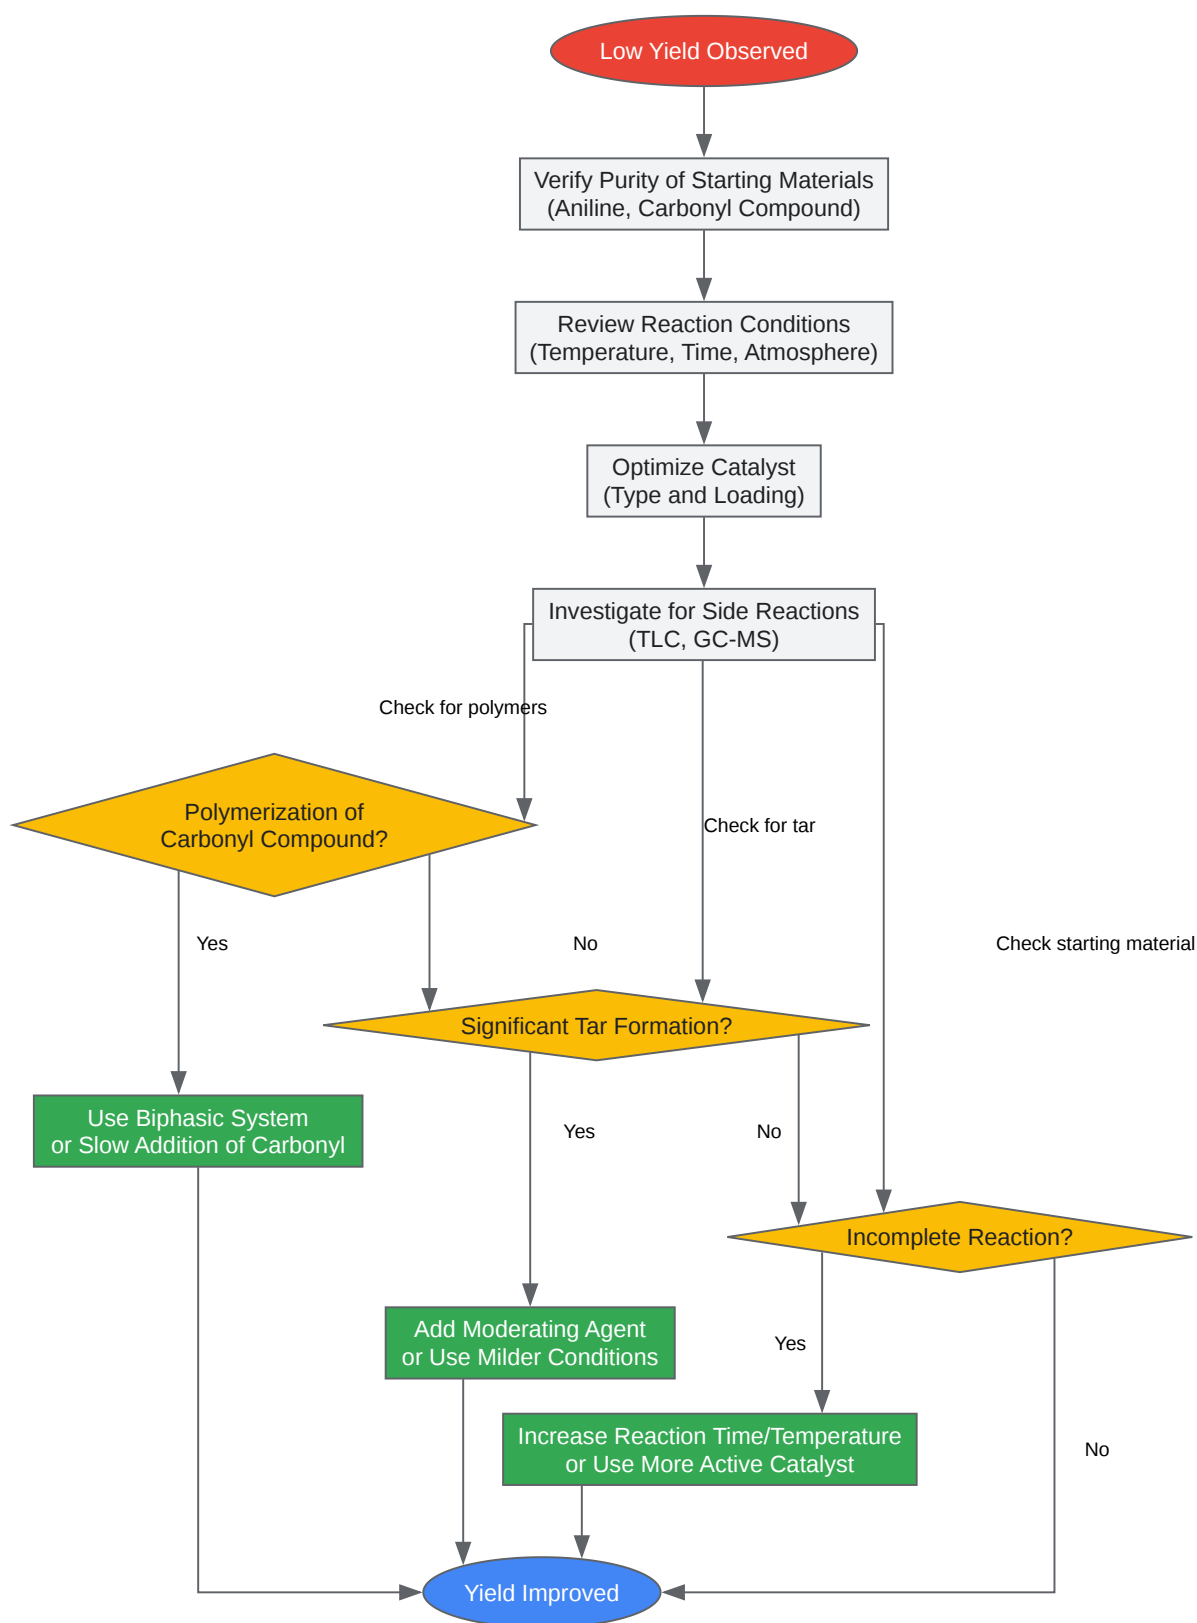 Low Yield Observed
Verify Purity of Starting Materials
(Aniline, Carbonyl Compound)
Review Reaction Conditions
(Temperature, Time, Atmosphere)
Optimize Catalyst
(Type and Loading)
Investigate for Side Reactions
(TLC, GC-MS)
Check for polymers
Polymerization of
Carbonyl Compound?
Check for tar
Yes
No
Check starting material
Significant Tar Formation?
Use Biphasic System
or Slow Addition of Carbonyl
Yes
No
Incomplete Reaction?
Add Moderating Agent
or Use Milder Conditions
Yes
Increase Reaction Time/Temperature
or Use More Active Catalyst
No
Yield Improved